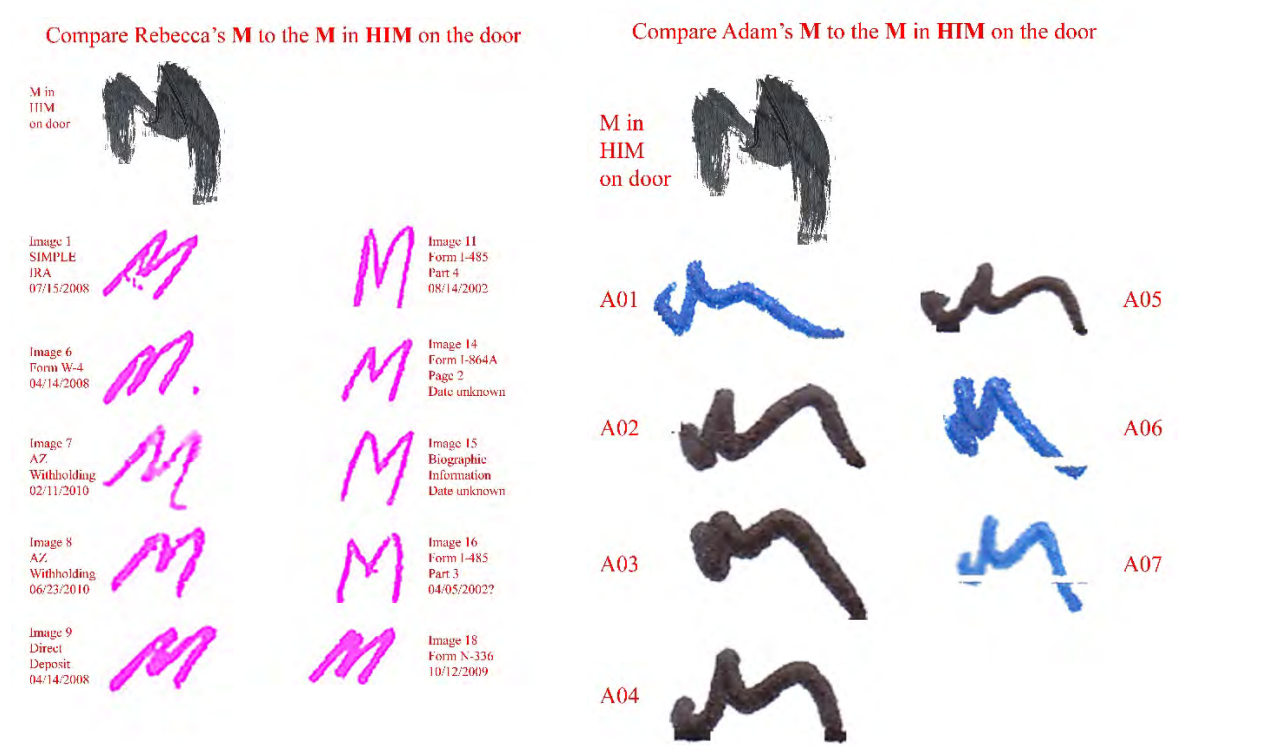 Compare Rebecca's M to the M in HIM on the door
M in
HIM
on door
M
Image 1
SIMPLE
IRA
07/15/2008
M
Image 11
Form I-485
Part 4
08/14/2002
M
Image 6
Form W-4
04/14/2008
M.
Image 14
Form I-864A
Page 2
Date unknown
M
Image 7
AZ
Withholding
02/11/2010
M
Image 15
Biographic
Information
Date unknown
M
Image 8
AZ
Withholding
06/23/2010
M
Image 16
Form I-485
Part 3
04/05/2002?
M
Image 9
Direct
Deposit
04/14/2008
M
Image 18
Form N-336
10/12/2009
M
Compare Adam's M to the M in HIM on the door
M in
HIM
on door
M
A01
M
A05
M
A02
M
A06
M
A03
M
A07
M
A04
M